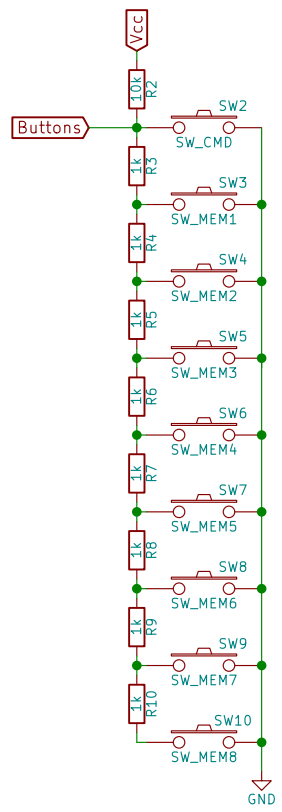 Vcc
10k
R2
Buttons
SW2
SW_CMD
1k
R3
SW3
SW_MEM1
1k
R4
SW4
SW_MEM2
1k
R5
SW5
SW_MEM3
1k
R6
SW6
SW_MEM4
1k
R7
SW7
SW_MEM5
1k
R8
SW8
SW_MEM6
1k
R9
SW9
SW_MEM7
1k
R10
SW10
SW_MEM8
GND